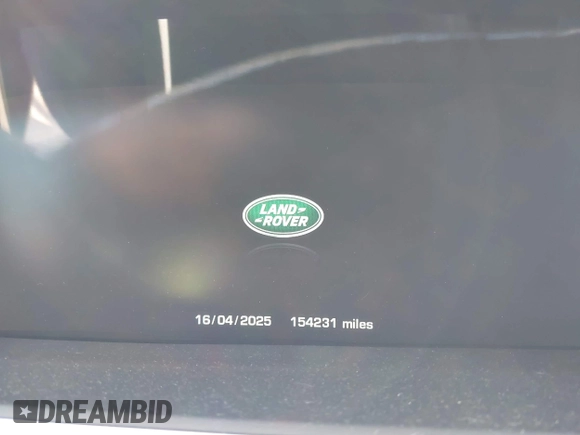 LAND
ROVER
16/04/2025 154231 miles
DREAMBID